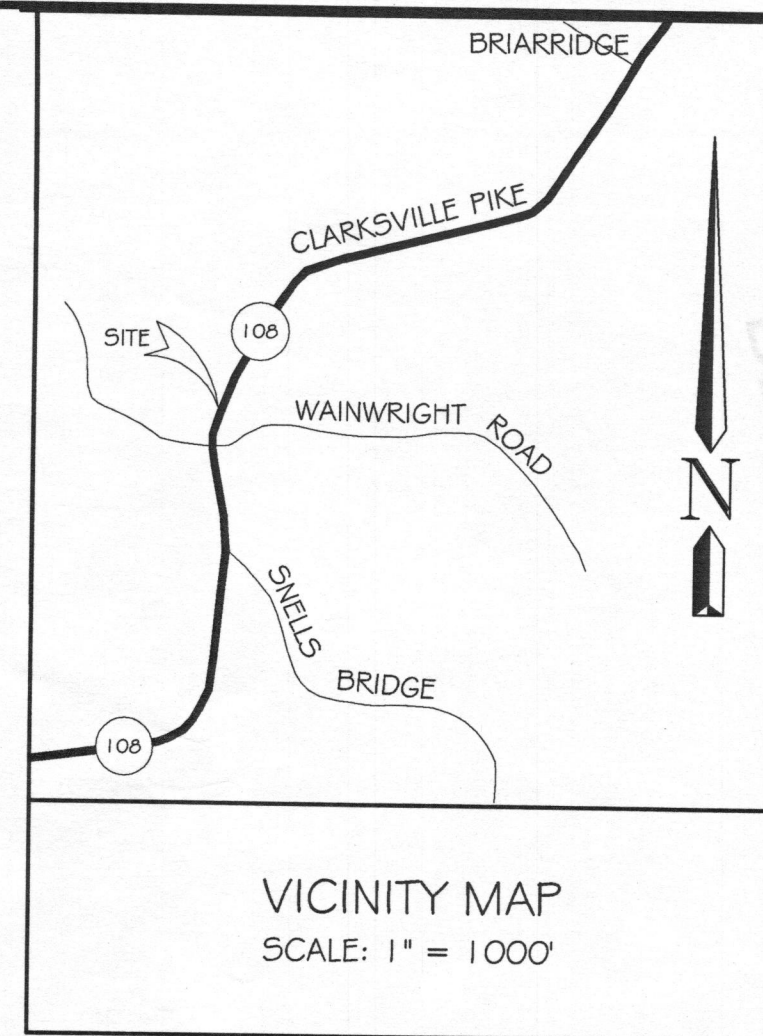 BRIARRIDGE
CLARKSVILLE PIKE
108
SITE
WAINWRIGHT ROAD
N
SNELLS BRIDGE
108
VICINITY MAP
SCALE: 1" = 1000'